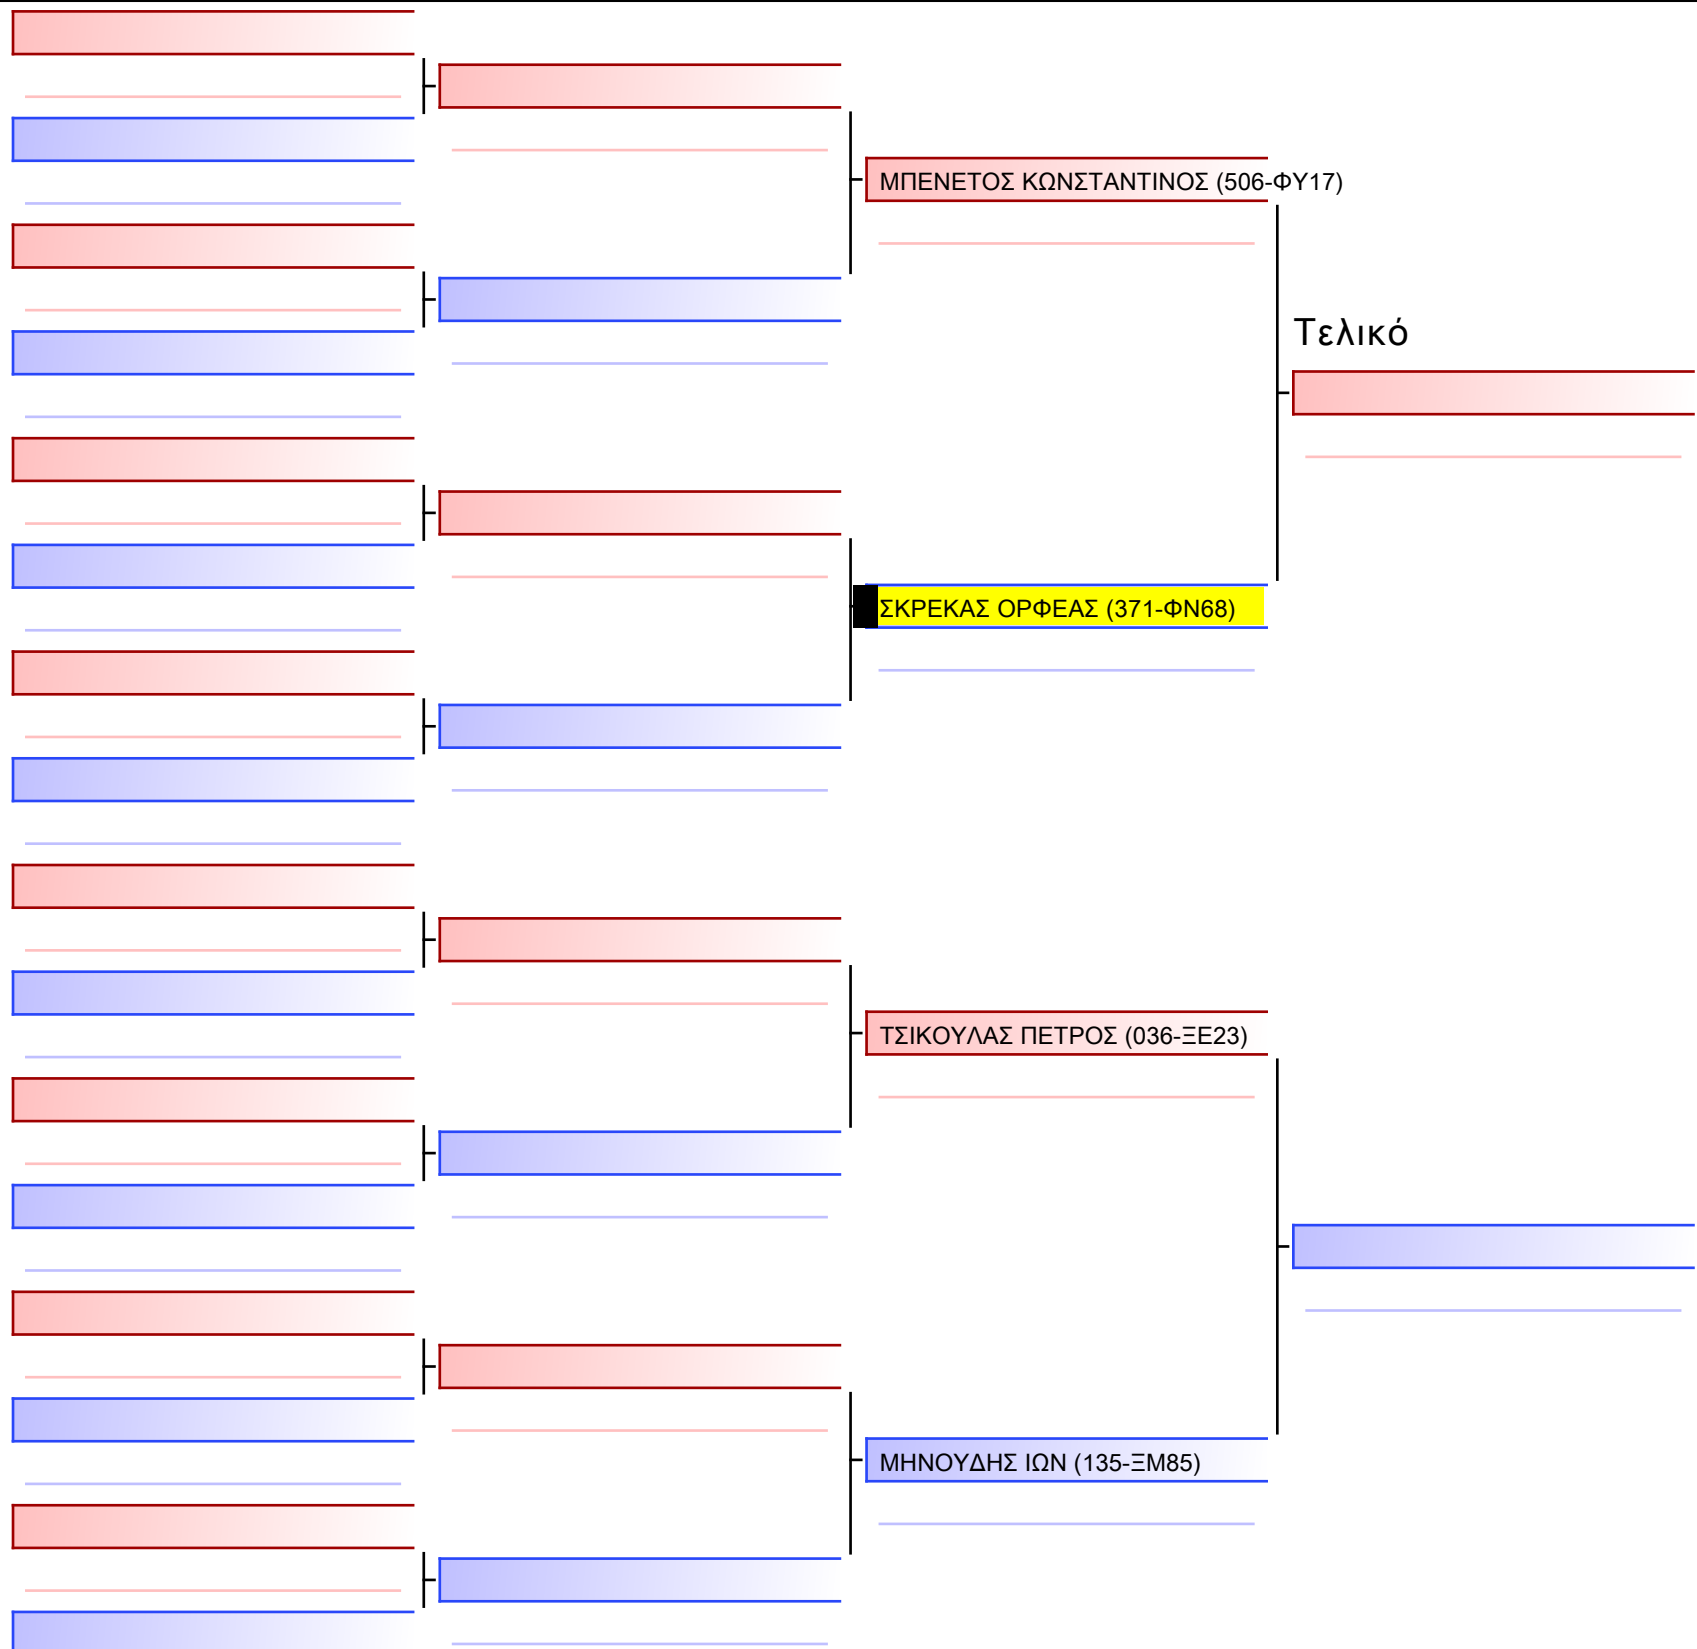 ΜΠΕΝΕΤΟΣ ΚΩΝΣΤΑΝΤΙΝΟΣ (506-ΦΥ17)
Τελικό
ΣΚΡΕΚΑΣ ΟΡΦΕΑΣ (371-ΦΝ68)
ΤΣΙΚΟΥΛΑΣ ΠΕΤΡΟΣ (036-ΞΕ23)
ΜΗΝΟΥΔΗΣ ΙΩΝ (135-ΞΜ85)